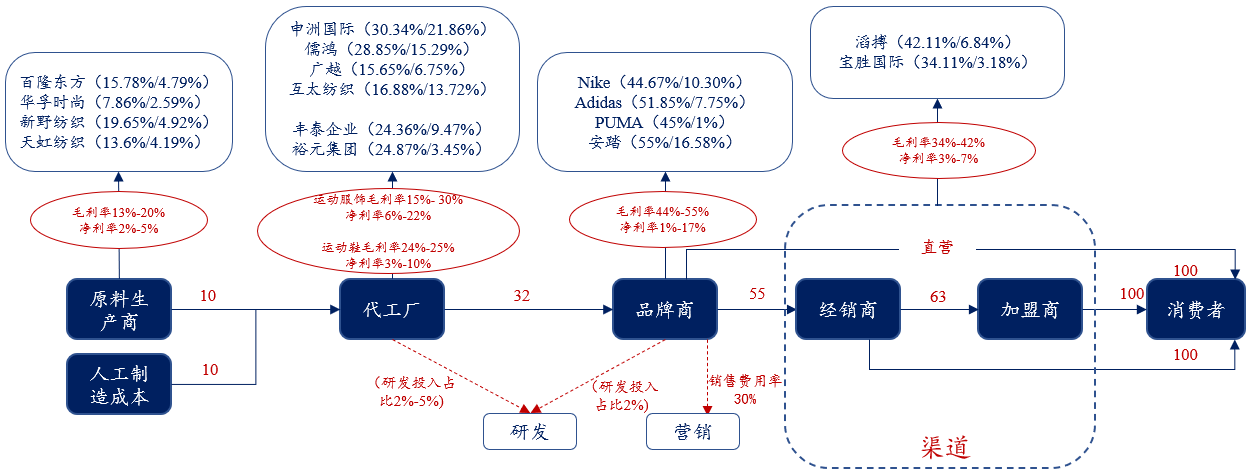 申洲国际（30.34%/21.86%）
儒鸿（28.85%/15.29%）
广越（15.65%/6.75%）
互太纺织（16.88%/13.72%）
丰泰企业（24.36%/9.47%）
裕元集团（24.87%/3.45%）
滔搏（42.11%/6.84%）
宝胜国际（34.11%/3.18%）
百隆东方（15.78%/4.79%）
华孚时尚（7.86%/2.59%）
新野纺织（19.65%/4.92%）
天虹纺织（13.6%/4.19%）
Nike（44.67%/10.30%）
Adidas（51.85%/7.75%）
PUMA（45%/1%）
安踏（55%/16.58%）
毛利率13%-20%
净利率2%-5%
运动服饰毛利率15%-30%
净利率6%-22%
运动鞋毛利率24%-25%
净利率3%-10%
毛利率44%-55%
净利率1%-17%
毛利率34%-42%
净利率3%-7%
直营
100
原料生
产商
10
代工厂
32
品牌商
55
经销商
63
加盟商
100
消费者
100
人工制
造成本
10
（研发投入占
比2%-5%)
（研发投入
占比2%)
销售费用率
30%
研发
营销
渠道